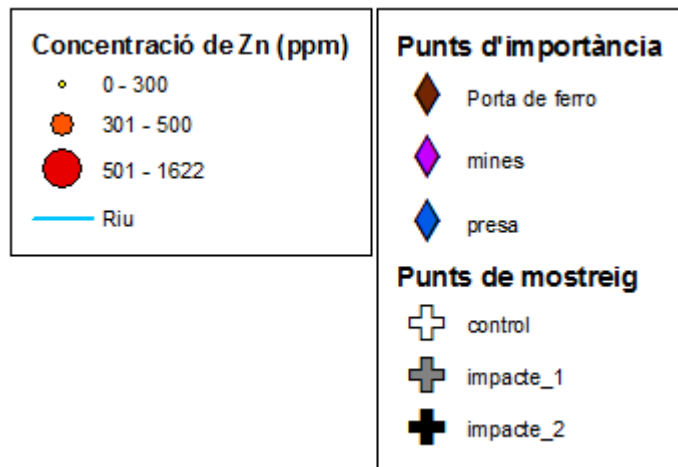 Concentració de Zn (ppm)
0 - 300
301 - 500
501 - 1622
Riu
Punts d'importància
Porta de ferro
mines
presa
Punts de mostreig
control
impacte_1
impacte_2